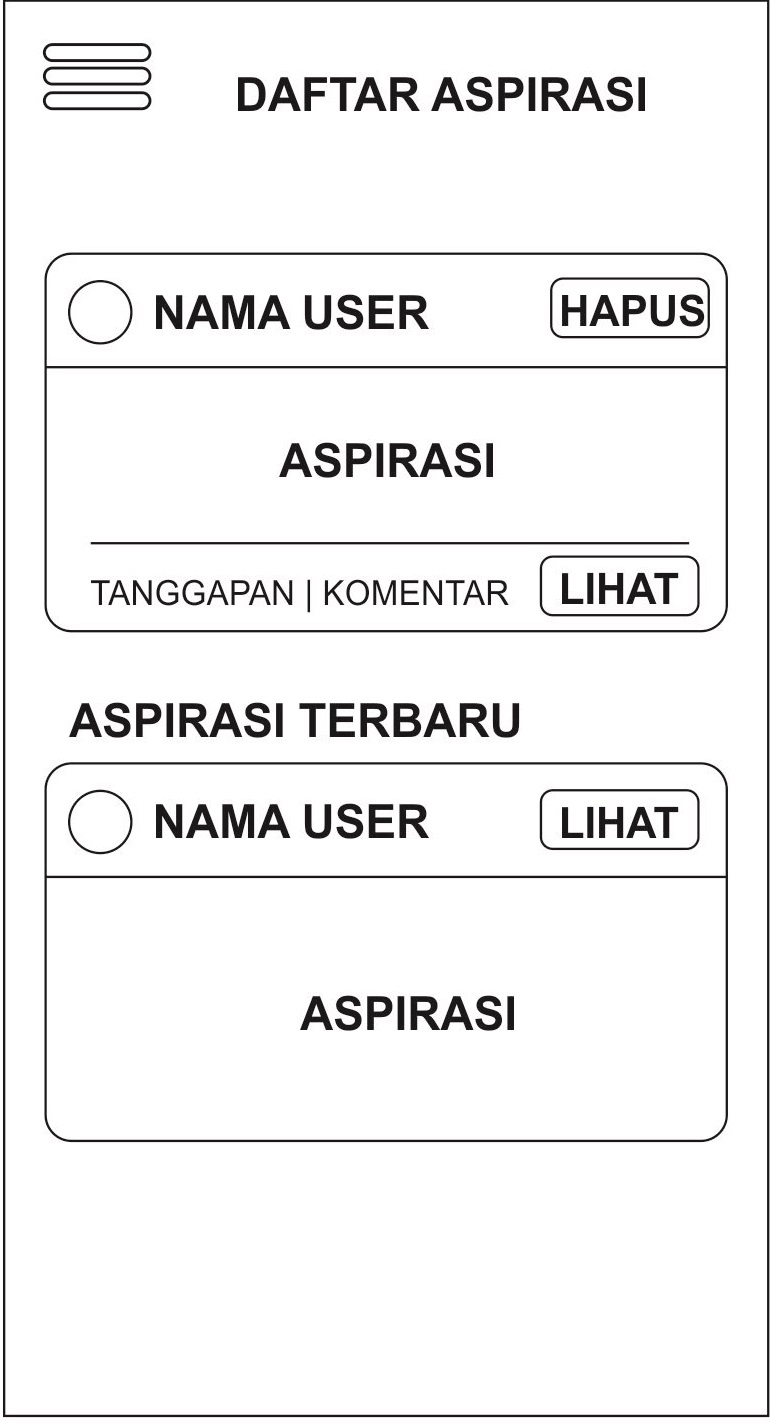 DAFTAR ASPIRASI
NAMA USER
HAPUS
ASPIRASI
TANGGAPAN | KOMENTAR
LIHAT
ASPIRASI TERBARU
NAMA USER
LIHAT
ASPIRASI